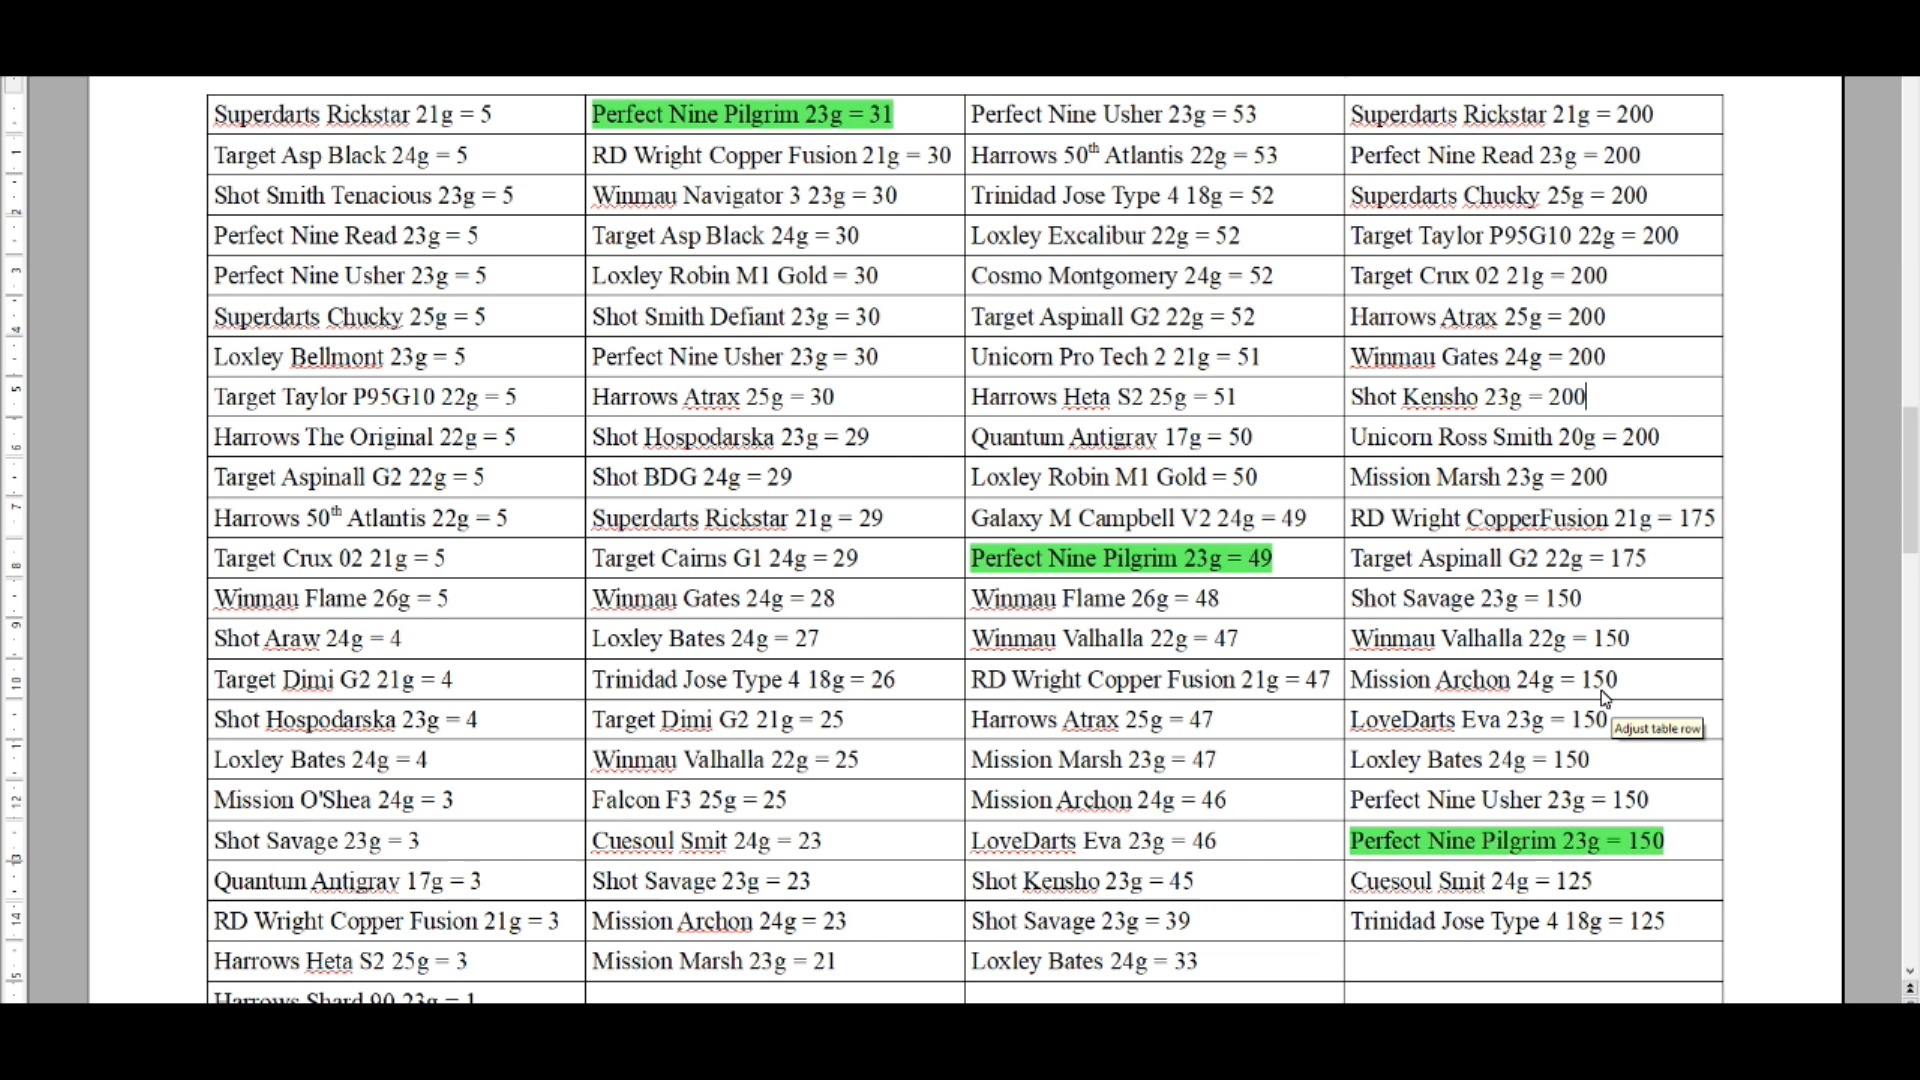 Superdarts Rickstar 21g = 5
Perfect Nine Pilgrim 23g = 31
Perfect Nine Usher 23g = 53
Superdarts Rickstar 21g = 200
Target Asp Black 24g = 5
RD Wright Copper Fusion 21g = 30
Harrows 50th Atlantis 22g = 53
Perfect Nine Read 23g = 200
Shot Smith Tenacious 23g = 5
Winmau Navigator 3 23g = 30
Trinidad Jose Type 4 18g = 52
Superdarts Chucky 25g = 200
Perfect Nine Read 23g = 5
Target Asp Black 24g = 30
Loxley Excalibur 22g = 52
Target Taylor P95G10 22g = 200
Perfect Nine Usher 23g = 5
Loxley Robin M1 Gold = 30
Cosmo Montgomery 24g = 52
Target Crux 02 21g = 200
Superdarts Chucky 25g = 5
Shot Smith Defiant 23g = 30
Target Aspinall G2 22g = 52
Harrows Atrax 25g = 200
Loxley Bellmont 23g = 5
Perfect Nine Usher 23g = 30
Unicorn Pro Tech 2 21g = 51
Winmau Gates 24g = 200
Target Taylor P95G10 22g = 5
Harrows Atrax 25g = 30
Harrows Heta S2 25g = 51
Shot Kensho 23g = 200
Harrows The Original 22g = 5
Shot Hospodarska 23g = 29
Quantum Antigray 17g = 50
Unicorn Ross Smith 20g = 200
Target Aspinall G2 22g = 5
Shot BDG 24g = 29
Loxley Robin M1 Gold = 50
Mission Marsh 23g = 200
Harrows 50th Atlantis 22g = 5
Superdarts Rickstar 21g = 29
Galaxy M Campbell V2 24g = 49
RD Wright CopperFusion 21g = 175
Target Crux 02 21g = 5
Target Cairns G1 24g = 29
Perfect Nine Pilgrim 23g = 49
Target Aspinall G2 22g = 175
Winmau Flame 26g = 5
Winmau Gates 24g = 28
Winmau Flame 26g = 48
Shot Savage 23g = 150
Shot Araw 24g = 4
Loxley Bates 24g = 27
Winmau Valhalla 22g = 47
Winmau Valhalla 22g = 150
Target Dimi G2 21g = 4
Trinidad Jose Type 4 18g = 26
RD Wright Copper Fusion 21g = 47
Mission Archon 24g = 150
Shot Hospodarska 23g = 4
Target Dimi G2 21g = 25
Harrows Atrax 25g = 47
LoveDarts Eva 23g = 150
Adjust table row
Loxley Bates 24g = 4
Winmau Valhalla 22g = 25
Mission Marsh 23g = 47
Loxley Bates 24g = 150
Mission O'Shea 24g = 3
Falcon F3 25g = 25
Mission Archon 24g = 46
Perfect Nine Usher 23g = 150
Shot Savage 23g = 3
Cuesoul Smit 24g = 23
LoveDarts Eva 23g = 46
Perfect Nine Pilgrim 23g = 150
Quantum Antigray 17g = 3
Shot Savage 23g = 23
Shot Kensho 23g = 45
Cuesoul Smit 24g = 125
RD Wright Copper Fusion 21g = 3
Mission Archon 24g = 23
Shot Savage 23g = 39
Trinidad Jose Type 4 18g = 125
Harrows Heta S2 25g = 3
Mission Marsh 23g = 21
Loxley Bates 24g = 33
Harrows Shard 90 23g = 1